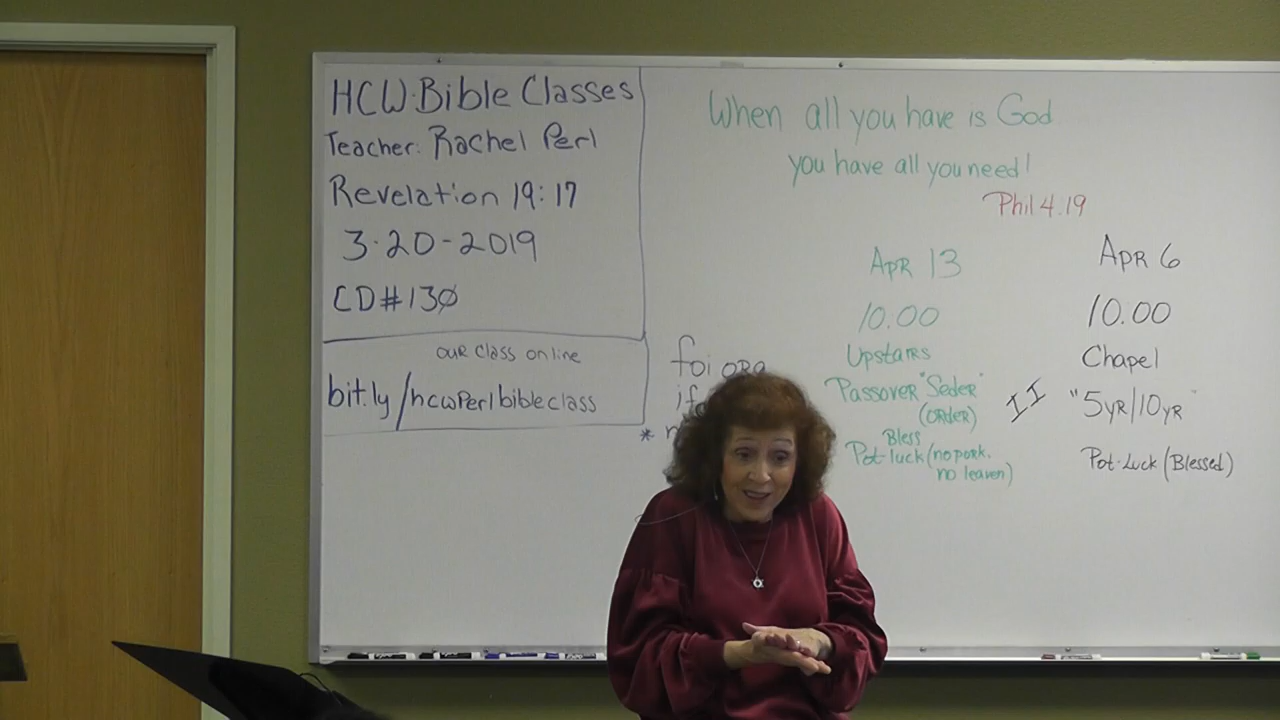 HCW Bible Classes
Teacher: Rachel Perl
Revelation 19:17
3-20-2019
CD#130
our class online
bit.ly/hcwPerlbibleclass
When all you have is God
you have all you need!
Phil 4.19
foi org
*
Apr 13
10:00
Upstairs
Passover "Seder"
(order)
Bless
Pot-luck (no pork.
no leaven)
II
Apr 6
10.00
Chapel
"5yr/10yr"
Pot-Luck (Blessed)